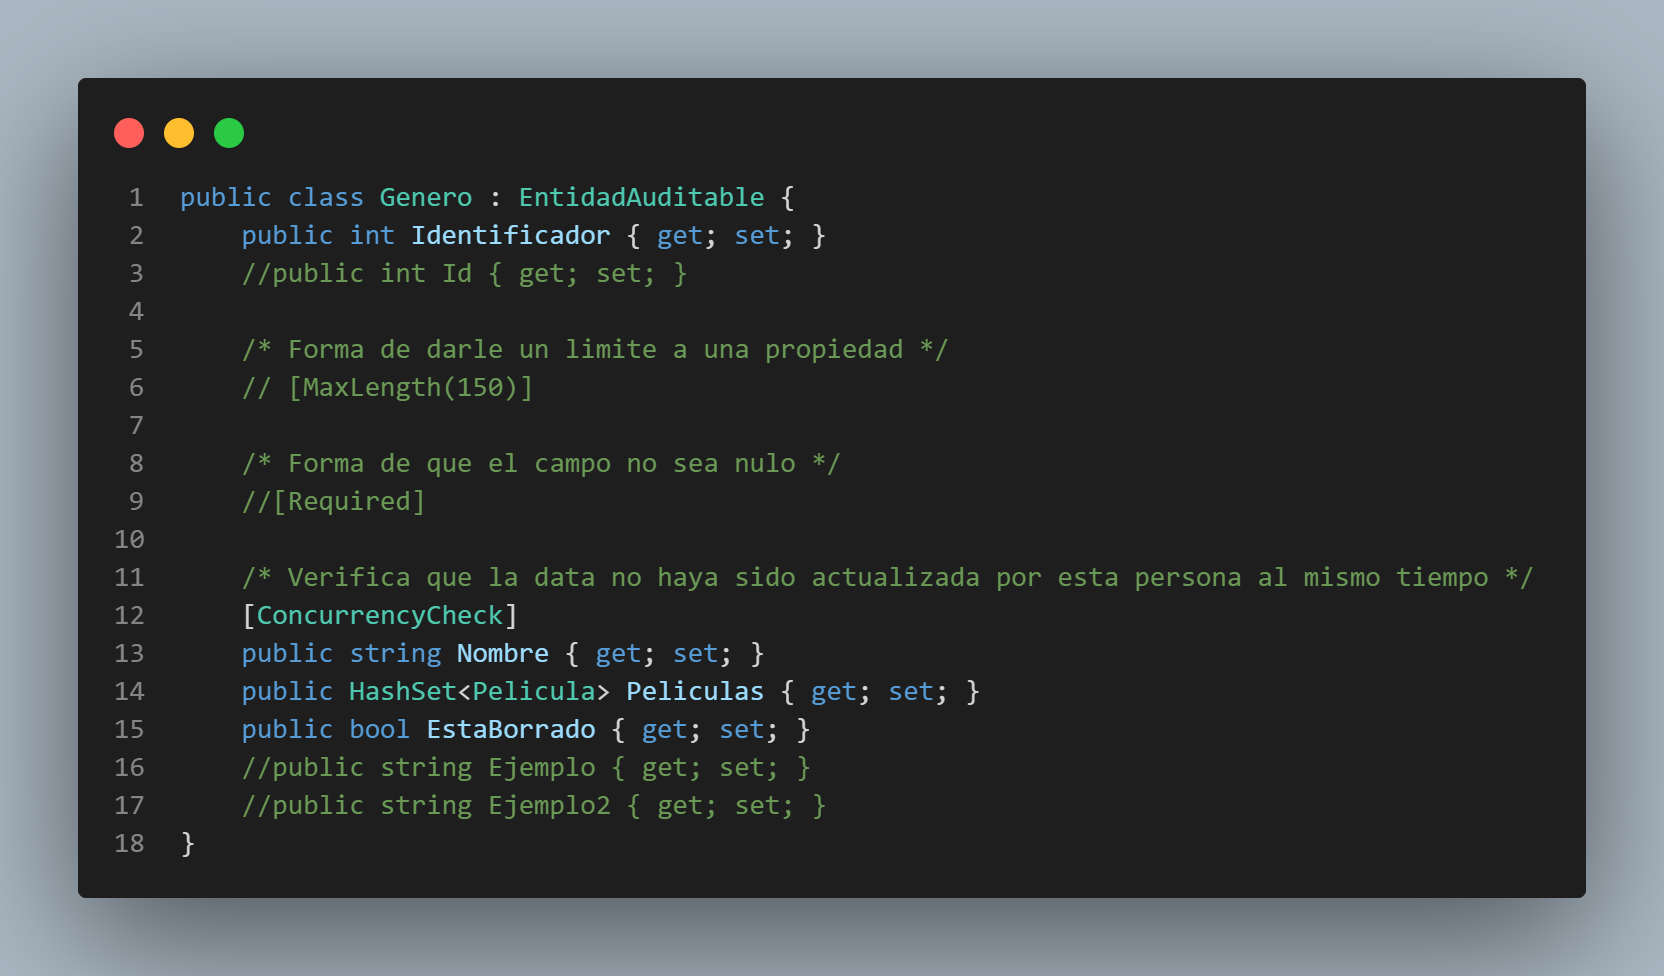 1 public class Genero : EntidadAuditable {
2     public int Identificador { get; set; }
3     //public int Id { get; set; }
4
5     /* Forma de darle un limite a una propiedad */
6     // [MaxLength(150)]
7
8     /* Forma de que el campo no sea nulo */
9     //[Required]
10
11     /* Verifica que la data no haya sido actualizada por esta persona al mismo tiempo */
12     [ConcurrencyCheck]
13     public string Nombre { get; set; }
14     public HashSet<Pelicula> Peliculas { get; set; }
15     public bool EstaBorrado { get; set; }
16     //public string Ejemplo { get; set; }
17     //public string Ejemplo2 { get; set; }
18 }